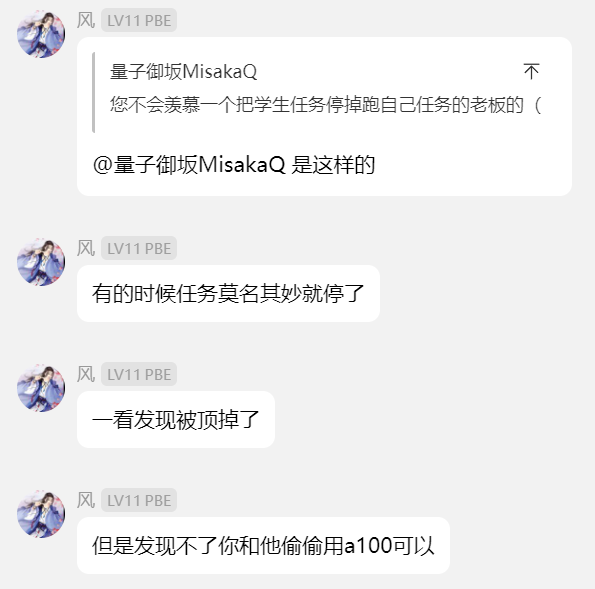 风 LV11 PBE
量子御坂MisakaQ
您不会羡慕一个把学生任务停掉跑自己任务的老板的（
@量子御坂MisakaQ 是这样的
风 LV11 PBE
有的时候任务莫名其妙就停了
风 LV11 PBE
一看发现被顶掉了
风 LV11 PBE
但是发现不了你和他偷偷用a100可以